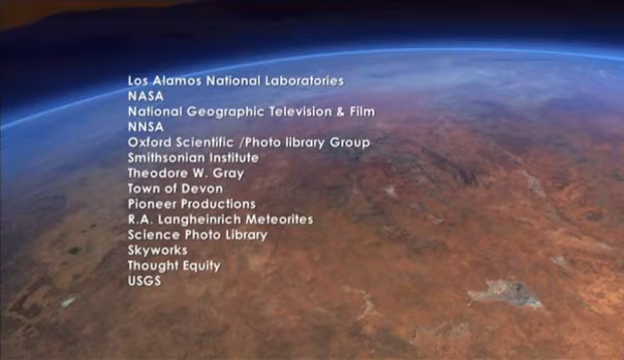 Los Alamos National Laboratories
NASA
National Geographic Television & Film
NNSA
Oxford Scientific /Photo library Group
Smithsonian Institute
Theodore W. Gray
Town of Devon
Pioneer Productions
R.A. Langheinrich Meteorites
Science Photo Library
Skyworks
Thought Equity
USGS